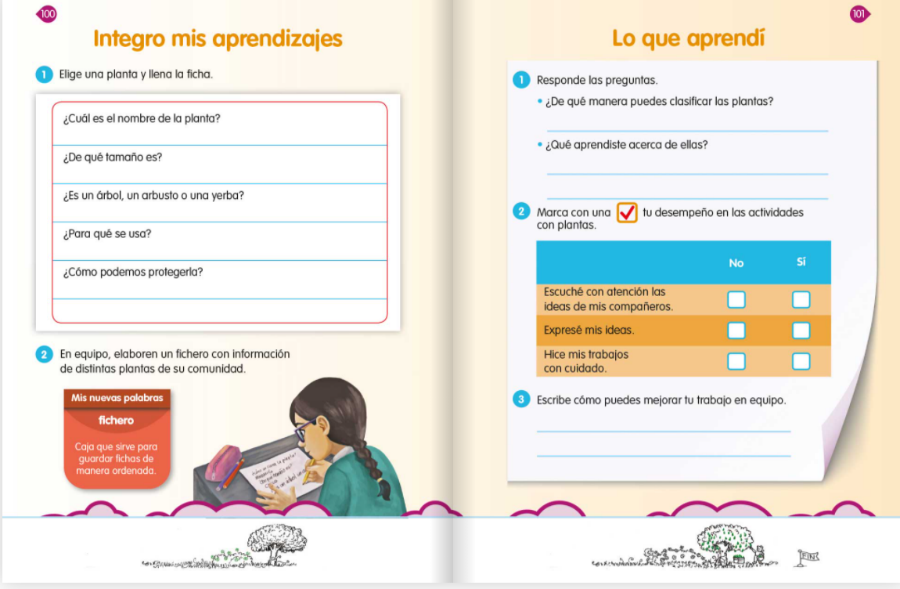 100
Integro mis aprendizajes
1 Elige una planta y llena la ficha.
¿Cuál es el nombre de la planta?
¿De qué tamaño es?
¿Es un árbol, un arbusto o una yerba?
¿Para qué se usa?
¿Cómo podemos protegerla?
2 En equipo, elaboren un fichero con información
de distintas plantas de su comunidad.
Mis nuevas palabras
fichero
Caja que sirve para
guardar fichas de
manera ordenada.
101
Lo que aprendí
1 Responde las preguntas.
• ¿De qué manera puedes clasificar las plantas?
• ¿Qué aprendiste acerca de ellas?
2 Marca con una tu desempeño en las actividades
con plantas.
No Sí
Escuché con atención las
ideas de mis compañeros.
Expresé mis ideas.
Hice mis trabajos
con cuidado.
3 Escribe cómo puedes mejorar tu trabajo en equipo.